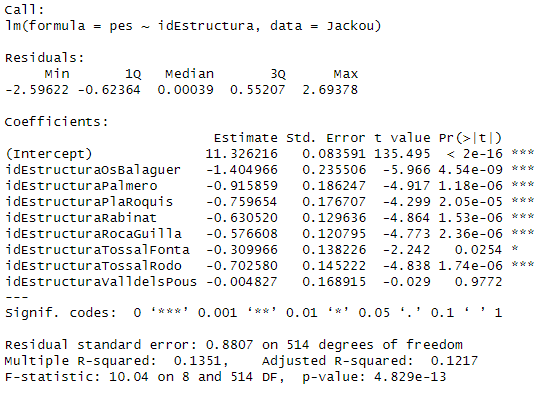 Call:
lm(formula = pes ~ idEstructura, data = Jackou)
Residuals:
Min 1Q Median 3Q Max
-2.59622 -0.62364 0.00039 0.55207 2.69378
Coefficients:
Estimate Std. Error t value Pr(>|t|)
(Intercept) 11.326216 0.083591 135.495 < 2e-16 ***
idEstructuraOsBalaguer -1.404966 0.235506 -5.966 4.54e-09 ***
idEstructuraPalmero -0.915859 0.186247 -4.917 1.18e-06 ***
idEstructuraPlaRoquis -0.759654 0.176707 -4.299 2.05e-05 ***
idEstructuraRabinat -0.630520 0.129636 -4.864 1.53e-06 ***
idEstructuraRocaGuilla -0.576608 0.120795 -4.773 2.36e-06 ***
idEstructuraTossalFonta -0.309966 0.138226 -2.242 0.0254 *
idEstructuraTossalRodo -0.702580 0.145222 -4.838 1.74e-06 ***
idEstructuraValldelsPous -0.004827 0.168915 -0.029 0.9772
---
Signif. codes: 0 ‘***’ 0.001 ‘**’ 0.01 ‘*’ 0.05 ‘.’ 0.1 ‘ ’ 1
Residual standard error: 0.8807 on 514 degrees of freedom
Multiple R-squared: 0.1351, Adjusted R-squared: 0.1217
F-statistic: 10.04 on 8 and 514 DF, p-value: 4.829e-13